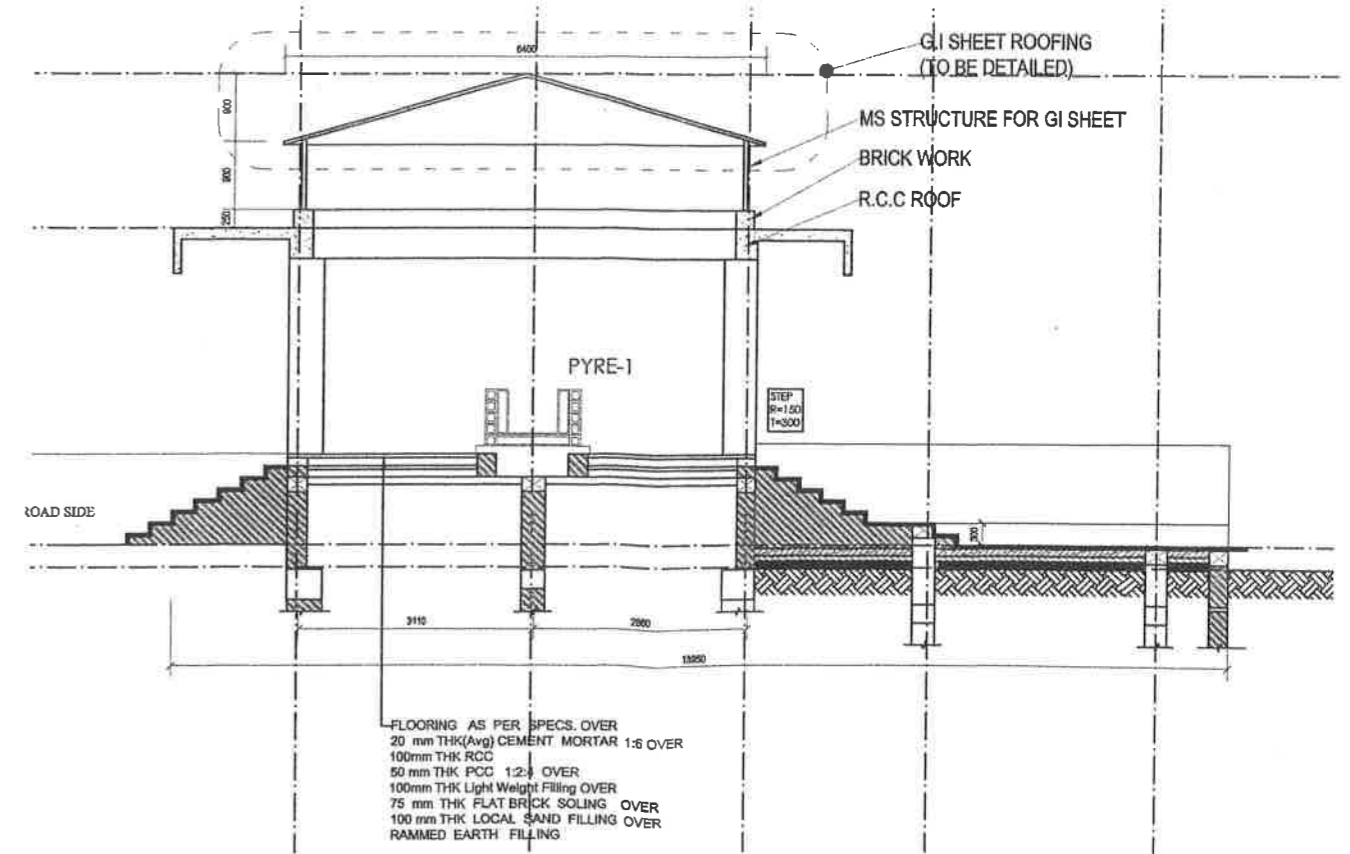 6400
G.I SHEET ROOFING
(TO BE DETAILED)
900
MS STRUCTURE FOR GI SHEET
BRICK WORK
900
R.C.C ROOF
250
PYRE-1
STEP
R=150
T=300
ROAD SIDE
300
3110
2860
13950
FLOORING AS PER SPECS. OVER
20 mm THK(Avg) CEMENT MORTAR 1:6 OVER
100mm THK RCC
50 mm THK PCC 1:2:4 OVER
100mm THK Light Weight Filling OVER
75 mm THK FLAT BRICK SOLING OVER
100 mm THK LOCAL SAND FILLING OVER
RAMMED EARTH FILLING